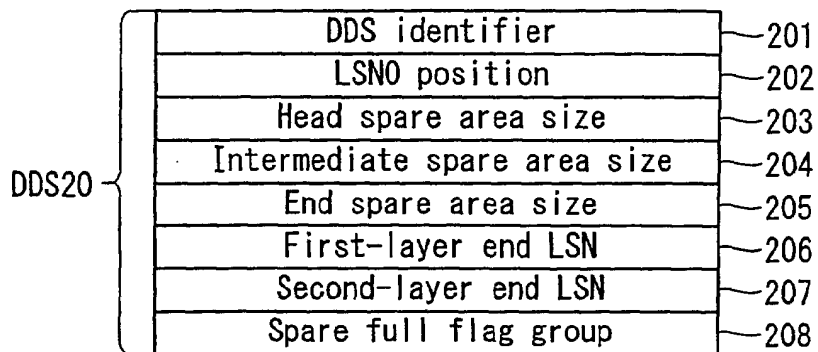 DDS identifier 201
LSN0 position 202
Head spare area size 203
Intermediate spare area size 204
DDS20
End spare area size 205
First-layer end LSN 206
Second-layer end LSN 207
Spare full flag group 208